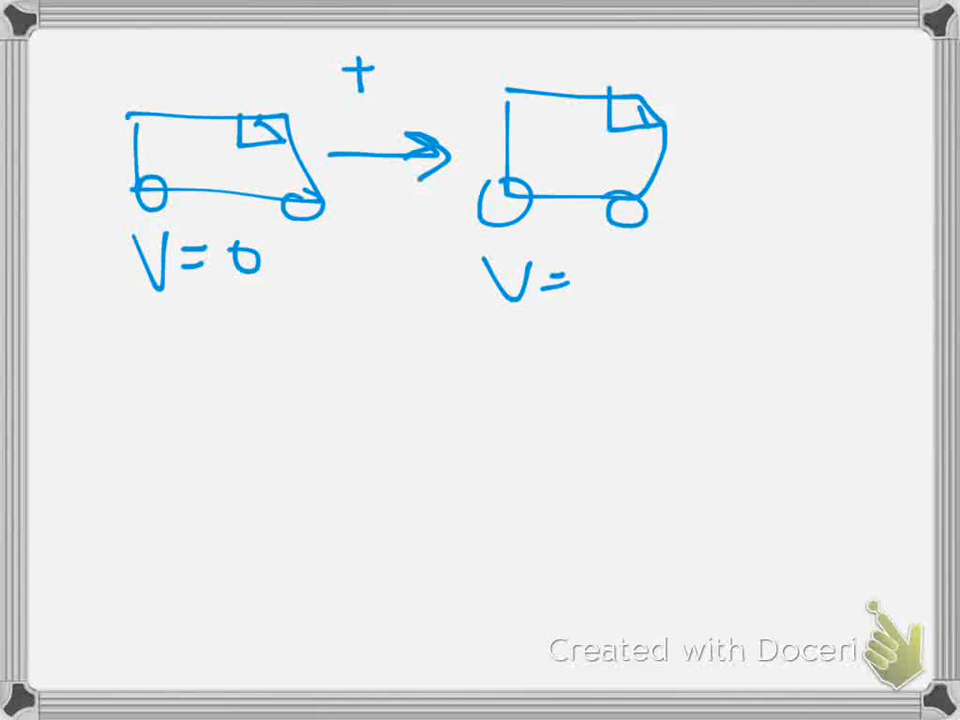 +
V = 0
V =
Created with Doceri